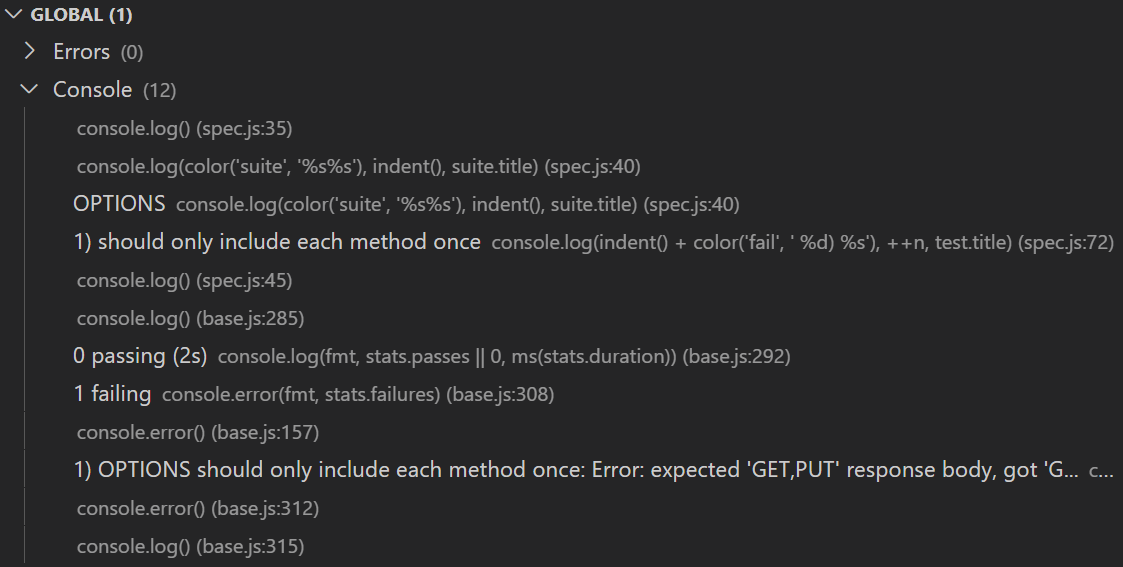 GLOBAL (1)
Errors (0)
Console (12)
console.log() (spec.js:35)
console.log(color('suite', '%s%s'), indent(), suite.title) (spec.js:40)
OPTIONS console.log(color('suite', '%s%s'), indent(), suite.title) (spec.js:40)
1) should only include each method once console.log(indent() + color('fail', ' %d) %s'), ++n, test.title) (spec.js:72)
console.log() (spec.js:45)
console.log() (base.js:285)
0 passing (2s) console.log(fmt, stats.passes || 0, ms(stats.duration)) (base.js:292)
1 failing console.error(fmt, stats.failures) (base.js:308)
console.error() (base.js:157)
1) OPTIONS should only include each method once: Error: expected 'GET,PUT' response body, got 'G... c...
console.error() (base.js:312)
console.log() (base.js:315)